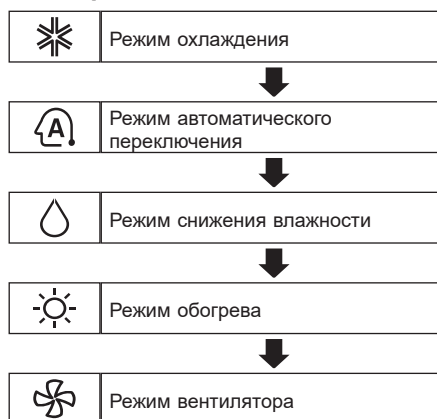 Режим охлаждения
A
Режим автоматического
переключения
Режим снижения влажности
Режим обогрева
Режим вентилятора